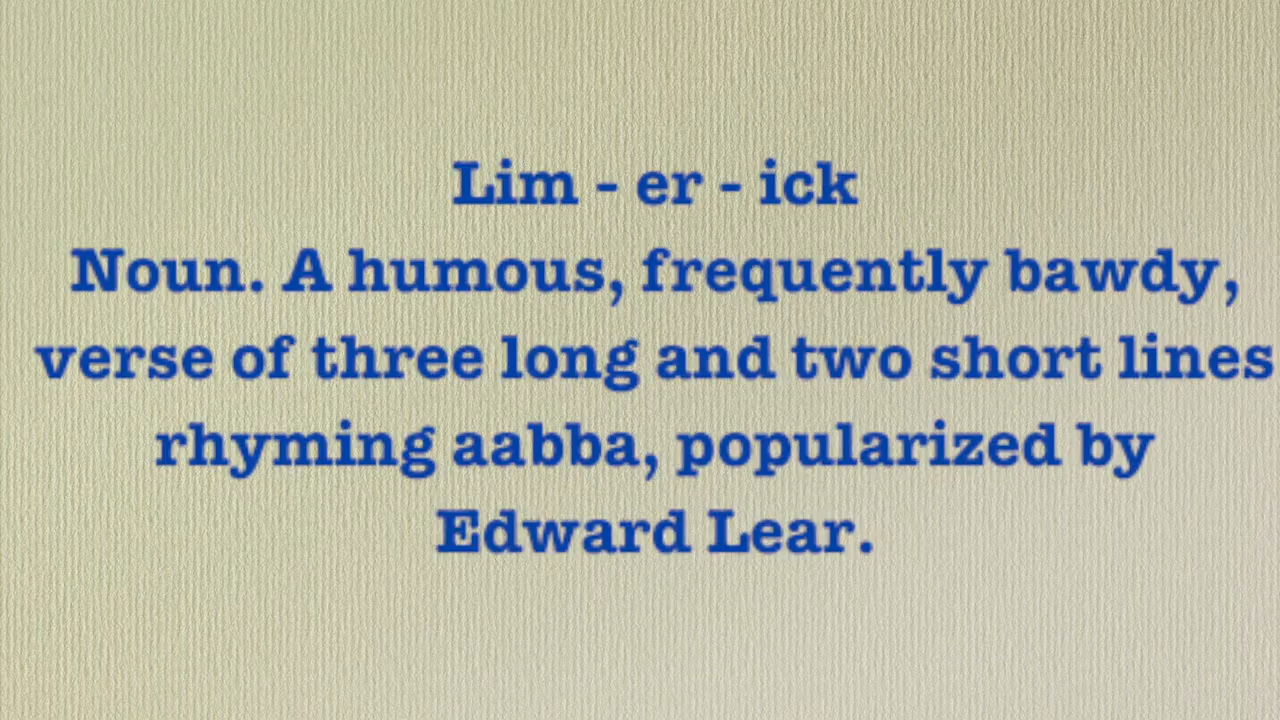 Lim - er - ick
Noun. A humous, frequently bawdy,
verse of three long and two short lines
rhyming aabba, popularized by
Edward Lear.